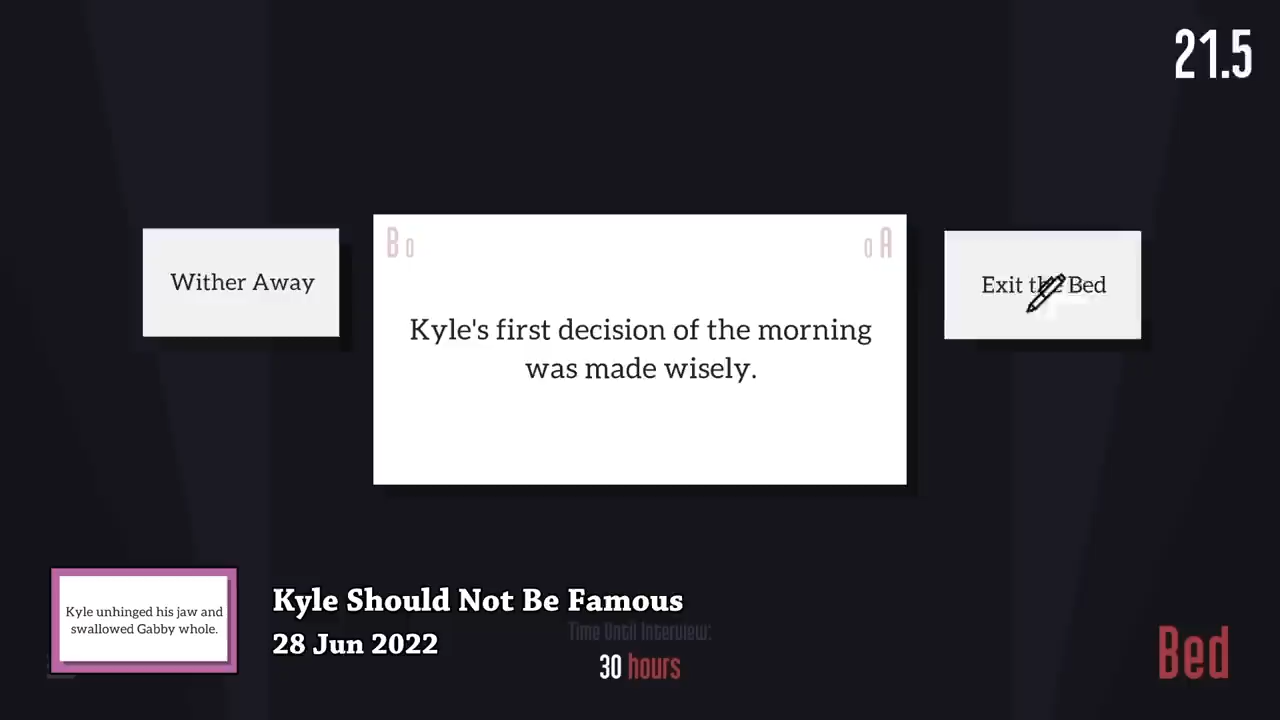 21.5
B 0
0 A
Wither Away
Kyle's first decision of the morning
was made wisely.
Exit the Bed
Kyle unhinged his jaw and
swallowed Gabby whole.
Kyle Should Not Be Famous
28 Jun 2022
Time Until Interview:
30 hours
Bed